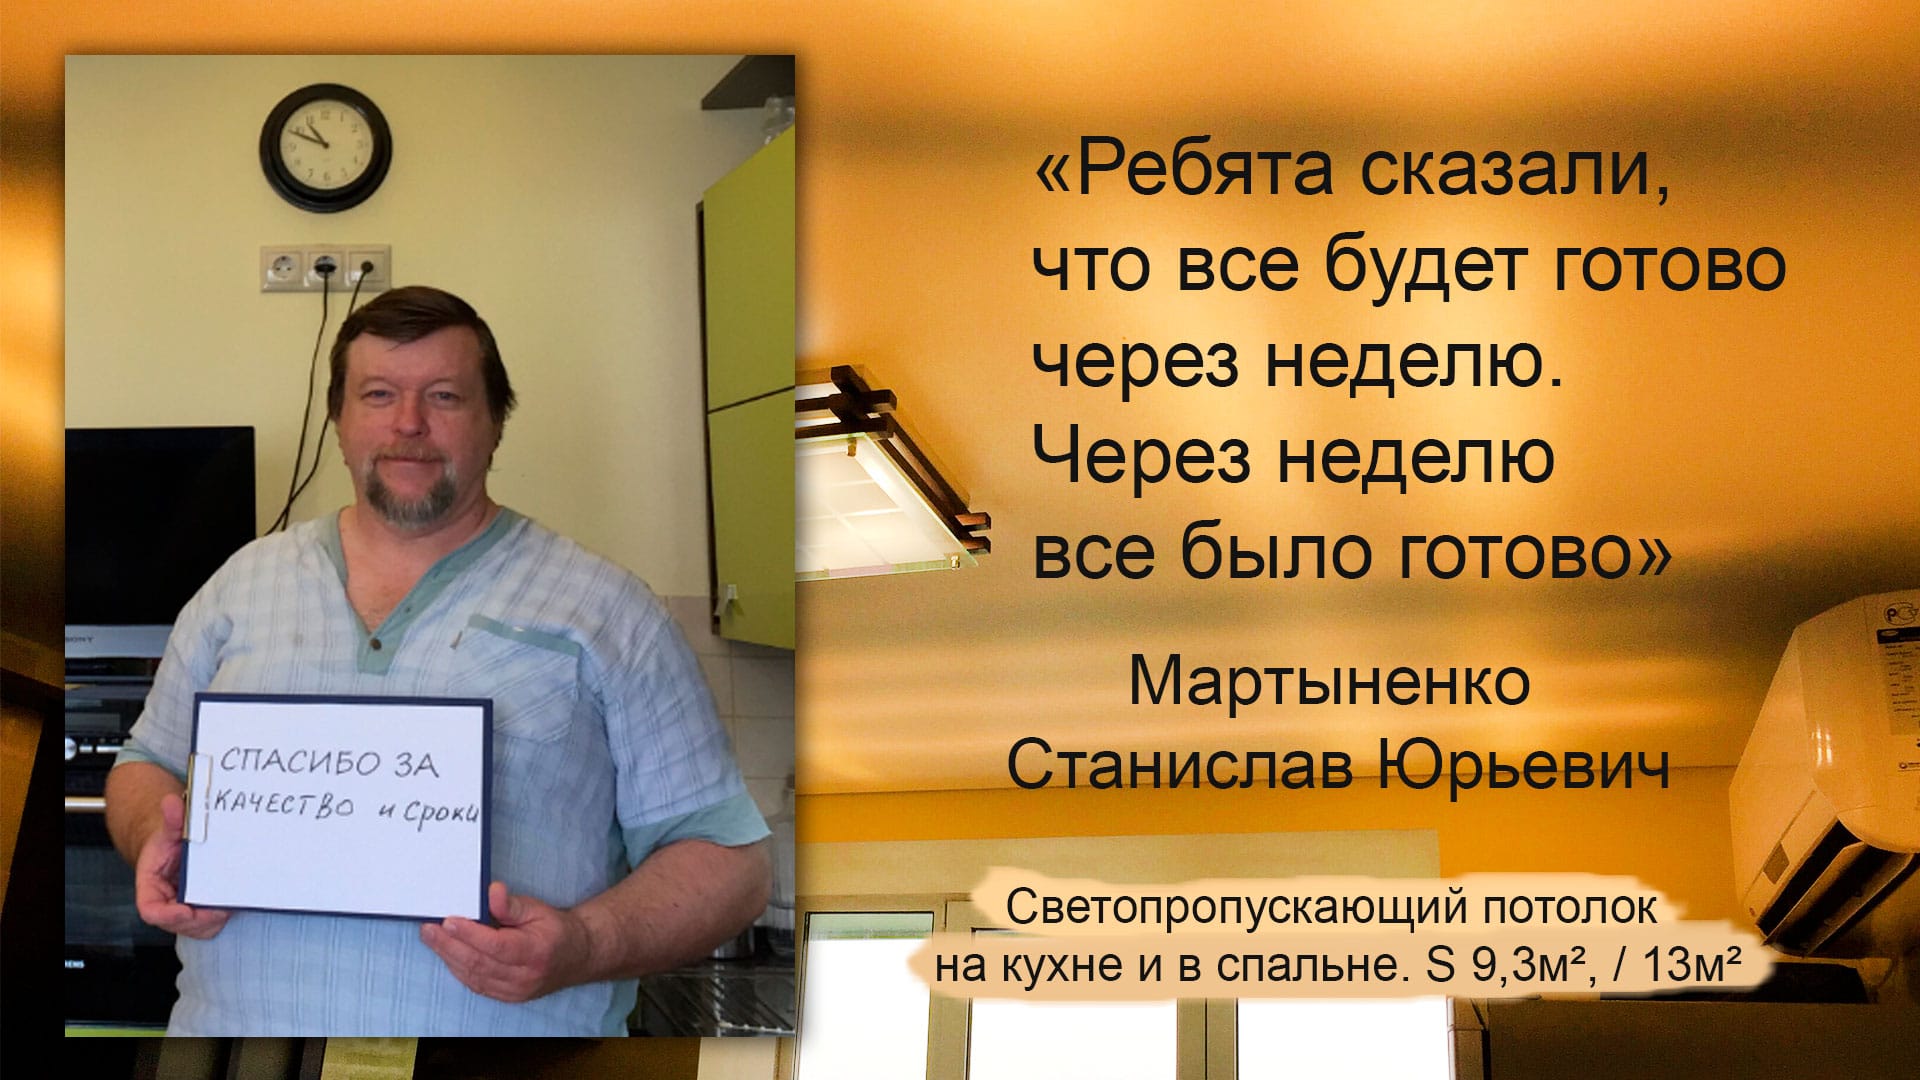 СПАСИБО ЗА
КАЧЕСТВО и сроки
«Ребята сказали,
что все будет готово
через неделю.
Через неделю
все было готово»
Мартыненко
Станислав Юрьевич
Светопропускающий потолок
на кухне и в спальне. S 9,3м², / 13м²
SONY